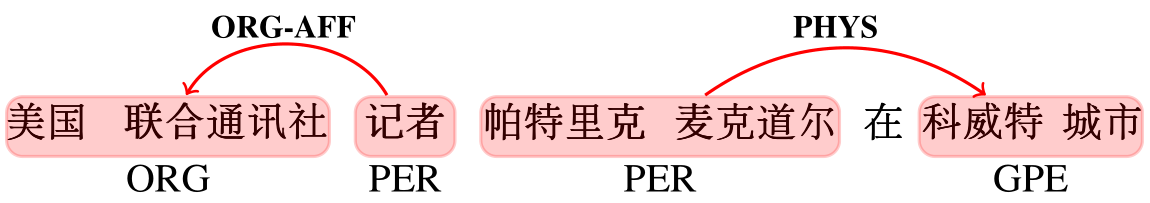 ORG-AFF PHYS
美国 联合通讯社 记者 帕特里克 麦克道尔 在 科威特 城市
ORG PER PER GPE